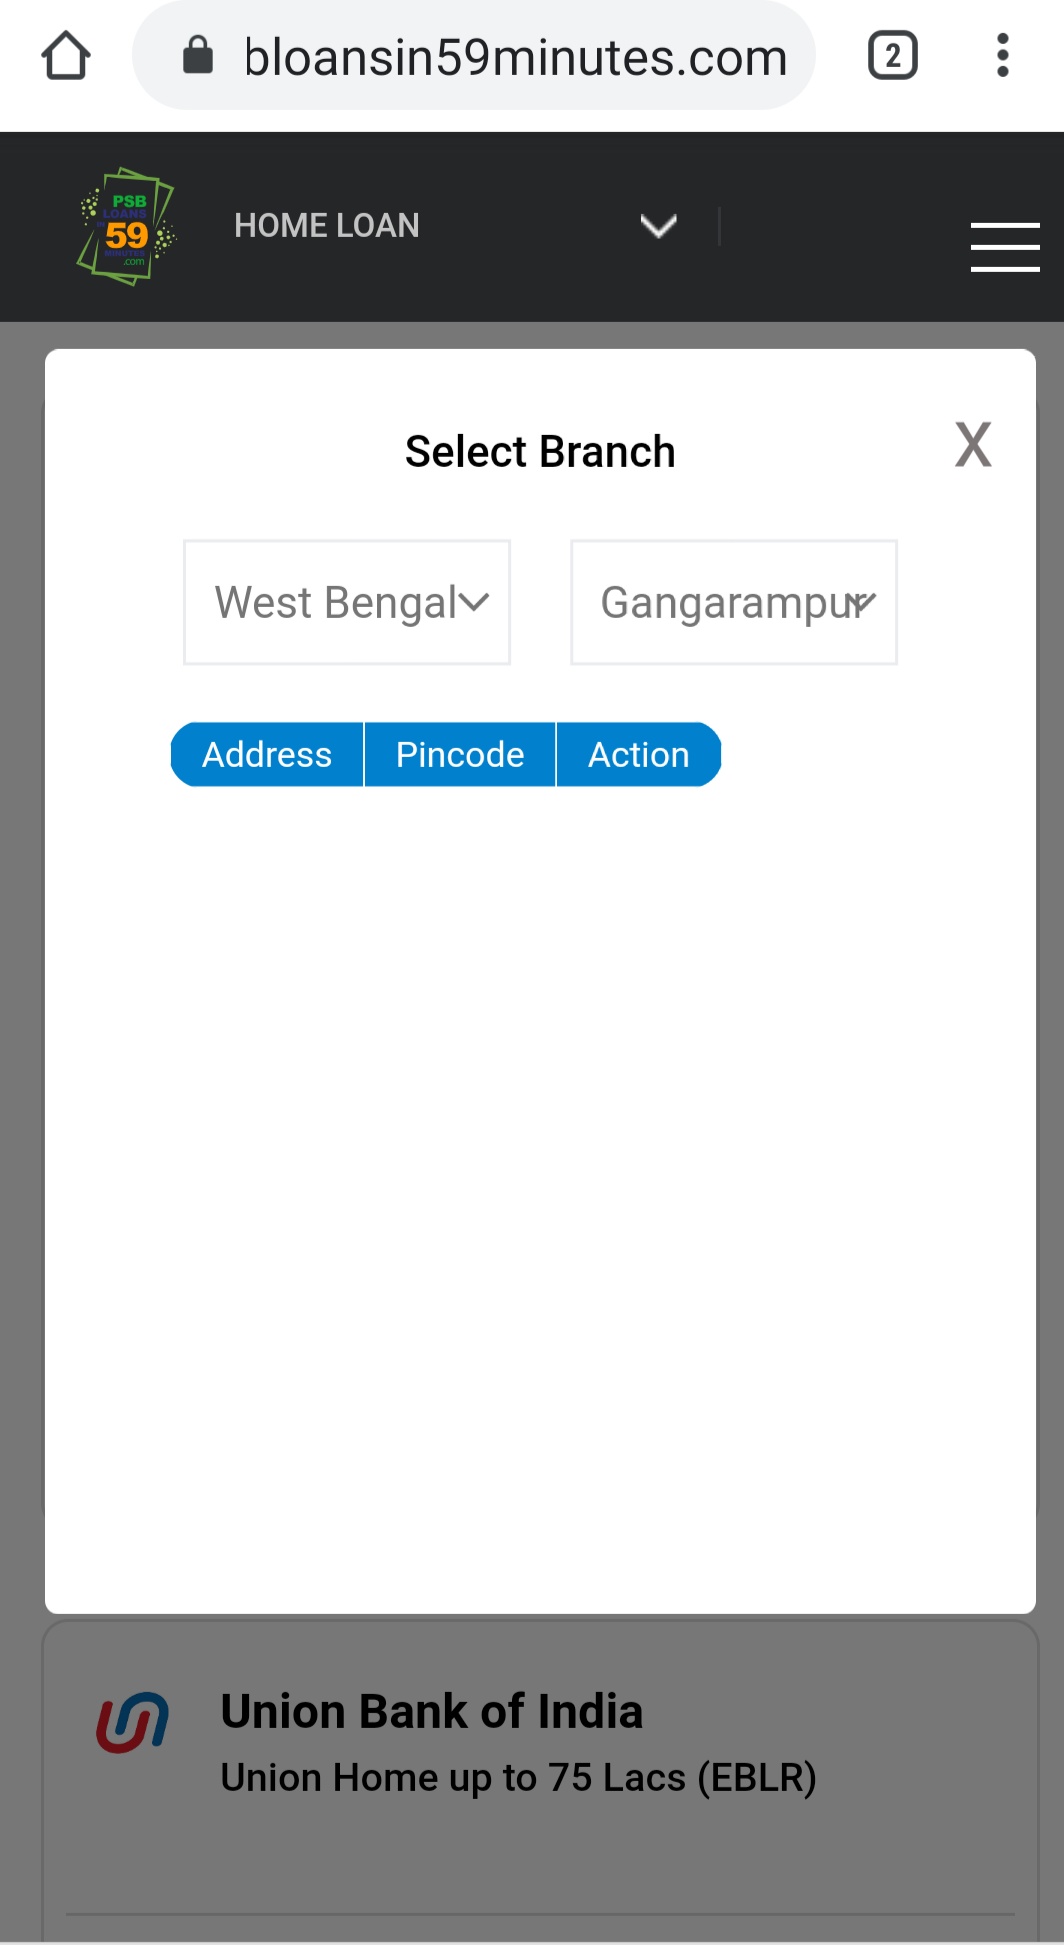 bloansin59minutes.com
2
PSB
LOANS
59
MINUTES
.com
HOME LOAN
Select Branch
X
West Bengal
Gangarampur
Address Pincode Action
Union Bank of India
Union Home up to 75 Lacs (EBLR)